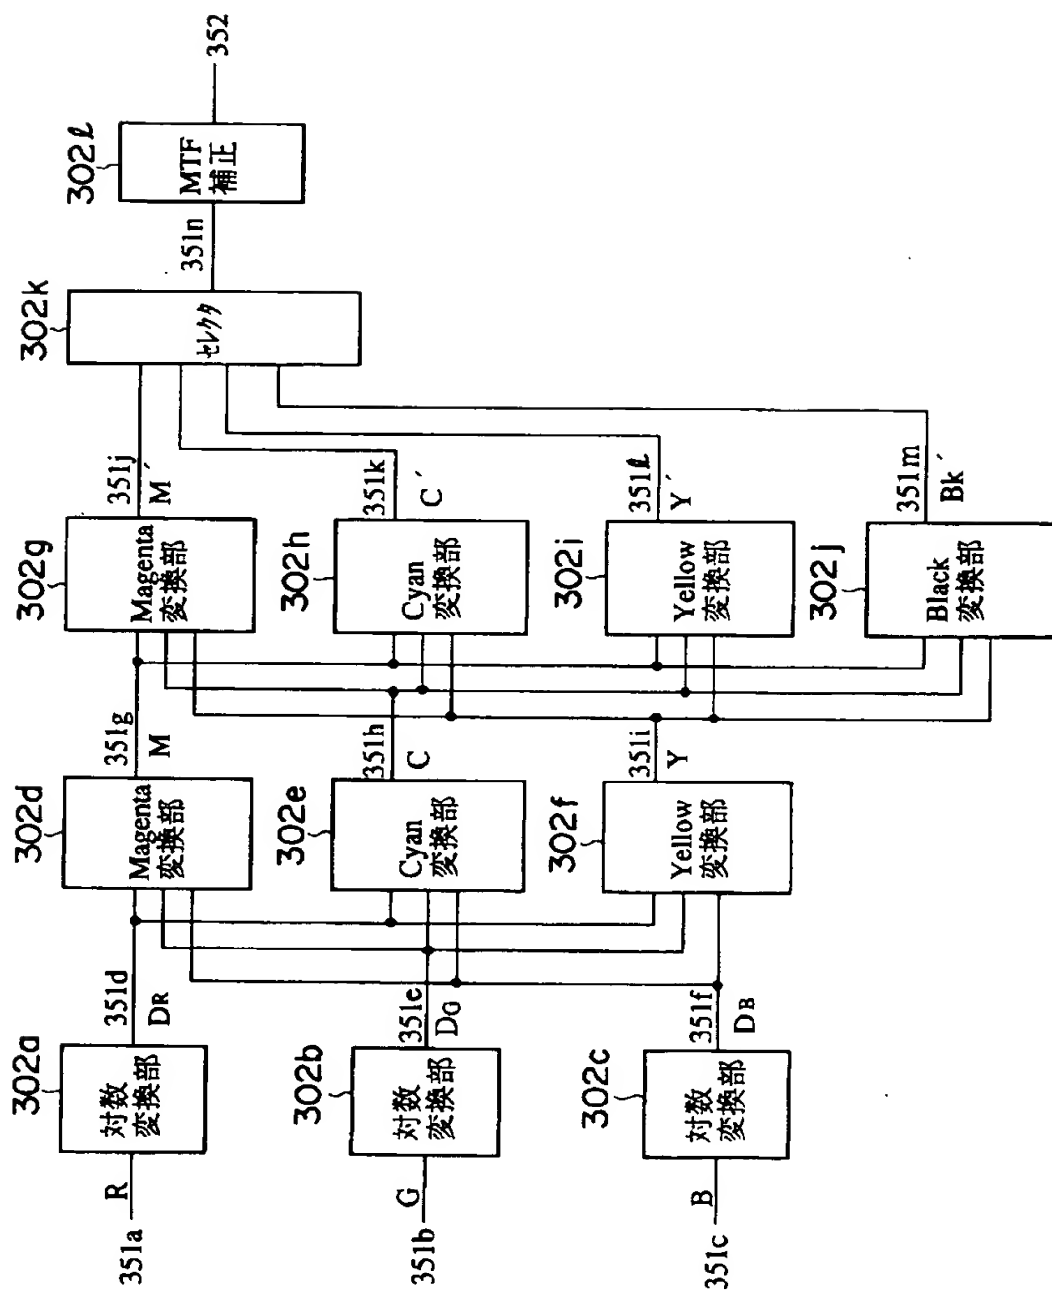 351a
R
302a
対数
変換部
351d
DR
302d
Magenta
変換部
351g
M
302g
Magenta
変換部
351j
M´
351b
G
302b
対数
変換部
351e
DG
302e
Cyan
変換部
351h
C
302h
Cyan
変換部
351k
C´
351c
B
302c
対数
変換部
351f
DB
302f
Yellow
変換部
351i
Y
302i
Yellow
変換部
351ℓ
Y´
302j
Black
変換部
351m
Bk´
302k
セレクタ
351n
302ℓ
MTF
補正
352